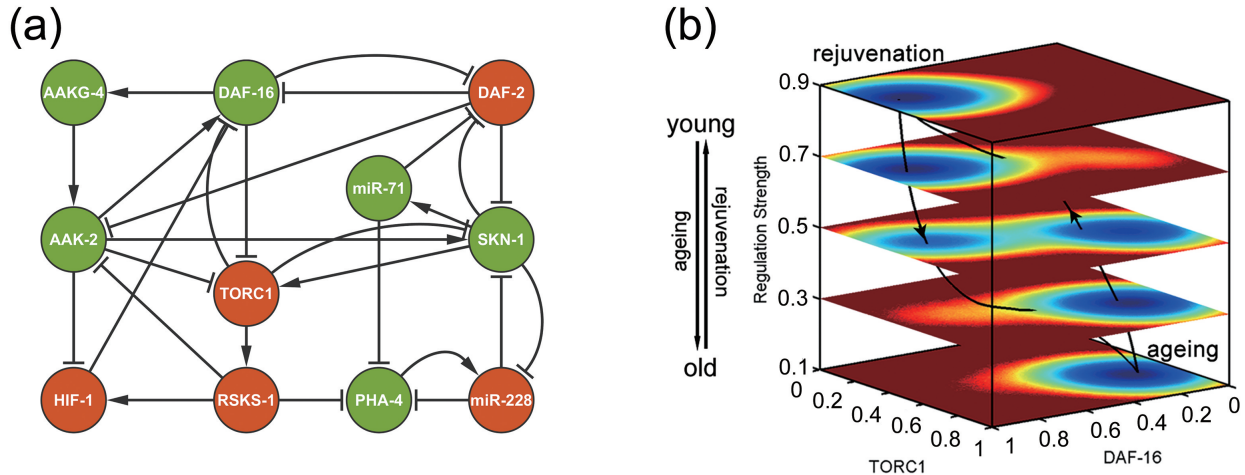 (a)
AAKG-4
DAF-16
DAF-2
miR-71
AAK-2
SKN-1
TORC1
HIF-1
RSKS-1
PHA-4
miR-228
(b)
rejuvenation
0.9
young
0.7
ageing
rejuvenation
Regulation Strength
0.5
0.3
old
ageing
0.1
0
0.2
0.4
0.6
0.8
1
TORC1
1
0.8
0.6
0.4
0.2
0
DAF-16